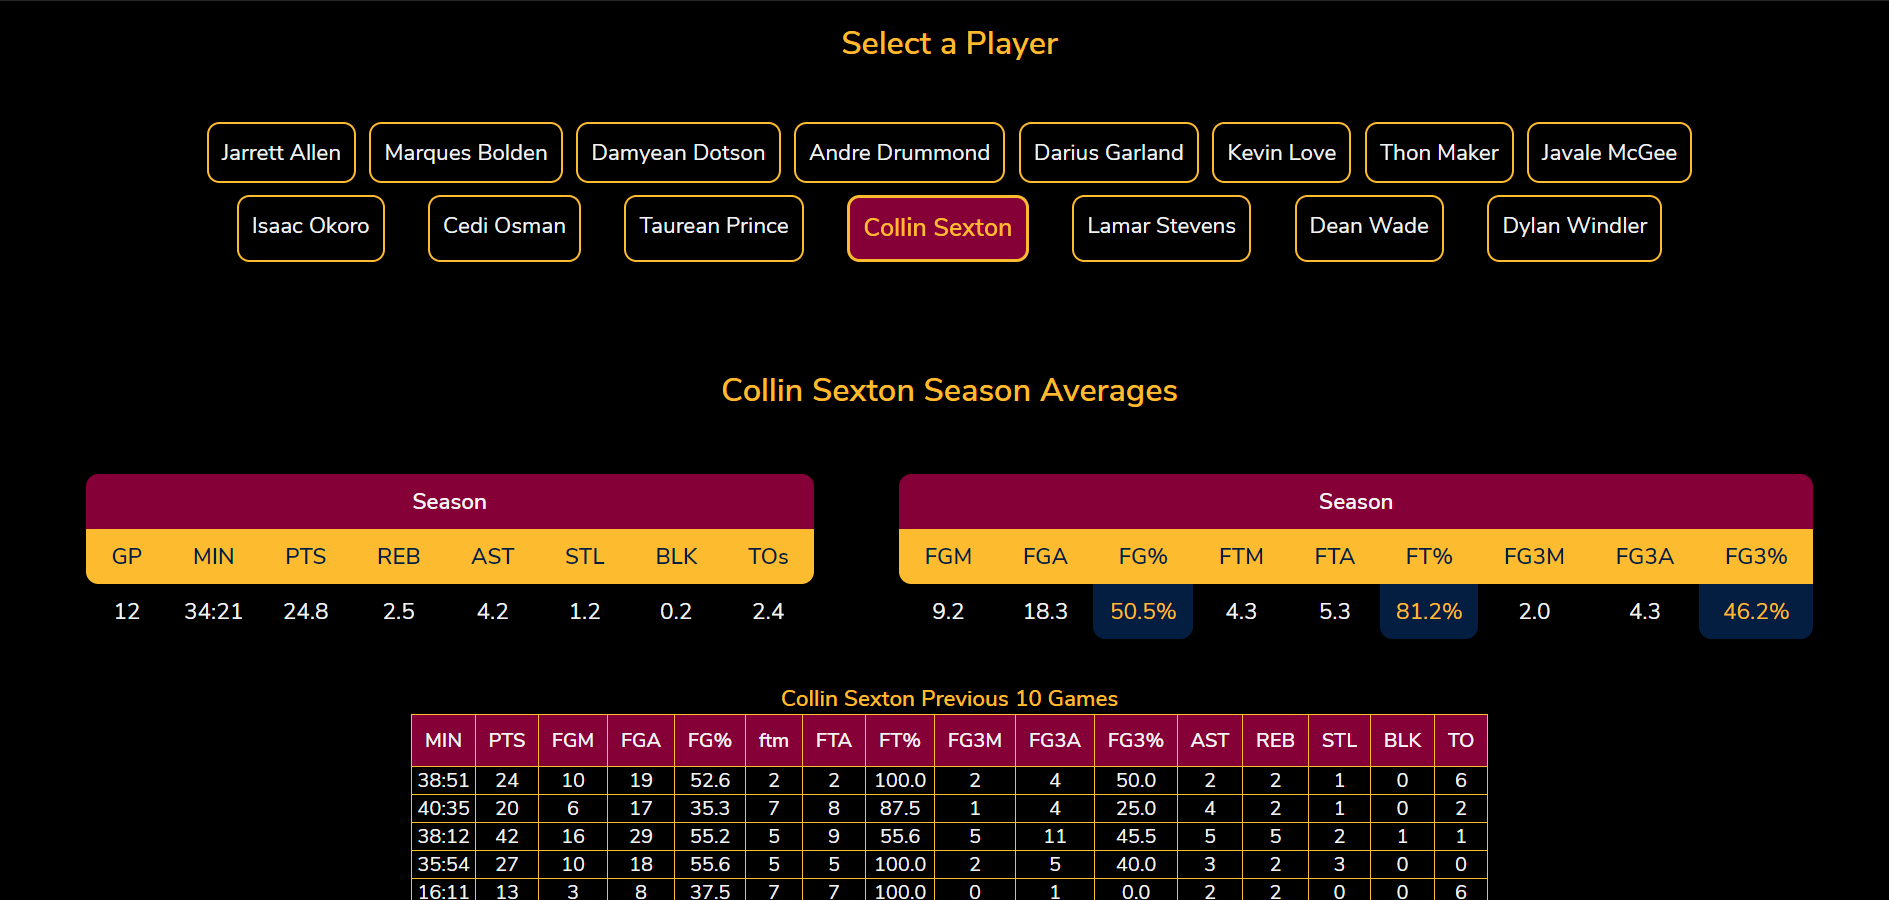 Select a Player
Jarrett Allen Marques Bolden Damyean Dotson Andre Drummond Darius Garland Kevin Love Thon Maker Javale McGee
Isaac Okoro Cedi Osman Taurean Prince Collin Sexton Lamar Stevens Dean Wade Dylan Windler
Collin Sexton Season Averages
Season
GP MIN PTS REB AST STL BLK TOs
12 34:21 24.8 2.5 4.2 1.2 0.2 2.4
Season
FGM FGA FG% FTM FTA FT% FG3M FG3A FG3%
9.2 18.3 50.5% 4.3 5.3 81.2% 2.0 4.3 46.2%
Collin Sexton Previous 10 Games
MIN PTS FGM FGA FG% ftm FTA FT% FG3M FG3A FG3% AST REB STL BLK TO
38:51 24 10 19 52.6 2 2 100.0 2 4 50.0 2 2 1 0 6
40:35 20 6 17 35.3 7 8 87.5 1 4 25.0 4 2 1 0 2
38:12 42 16 29 55.2 5 9 55.6 5 11 45.5 5 5 2 1 1
35:54 27 10 18 55.6 5 5 100.0 2 5 40.0 3 2 3 0 0
16:11 13 3 8 37.5 7 7 100.0 0 1 0.0 2 2 0 0 6